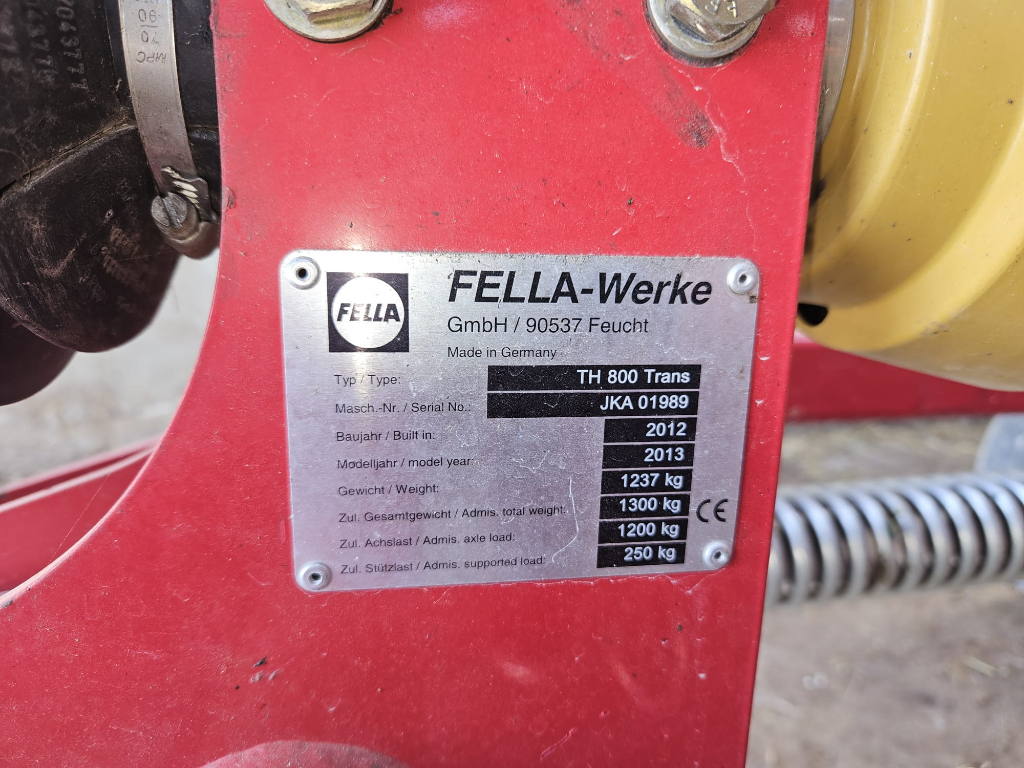 FELLA
FELLA-Werke
GmbH / 90537 Feucht
Made in Germany
Typ / Type: TH 800 Trans
Masch.-Nr. / Serial No.: JKA 01989
Baujahr / Built in: 2012
Modelljahr / model year: 2013
Gewicht / Weight: 1237 kg
Zul. Gesamtgewicht / Admis. total weight: 1300 kg
Zul. Achslast / Admis. axle load: 1200 kg
Zul. Stützlast / Admis. supported load: 250 kg
CE
70
90